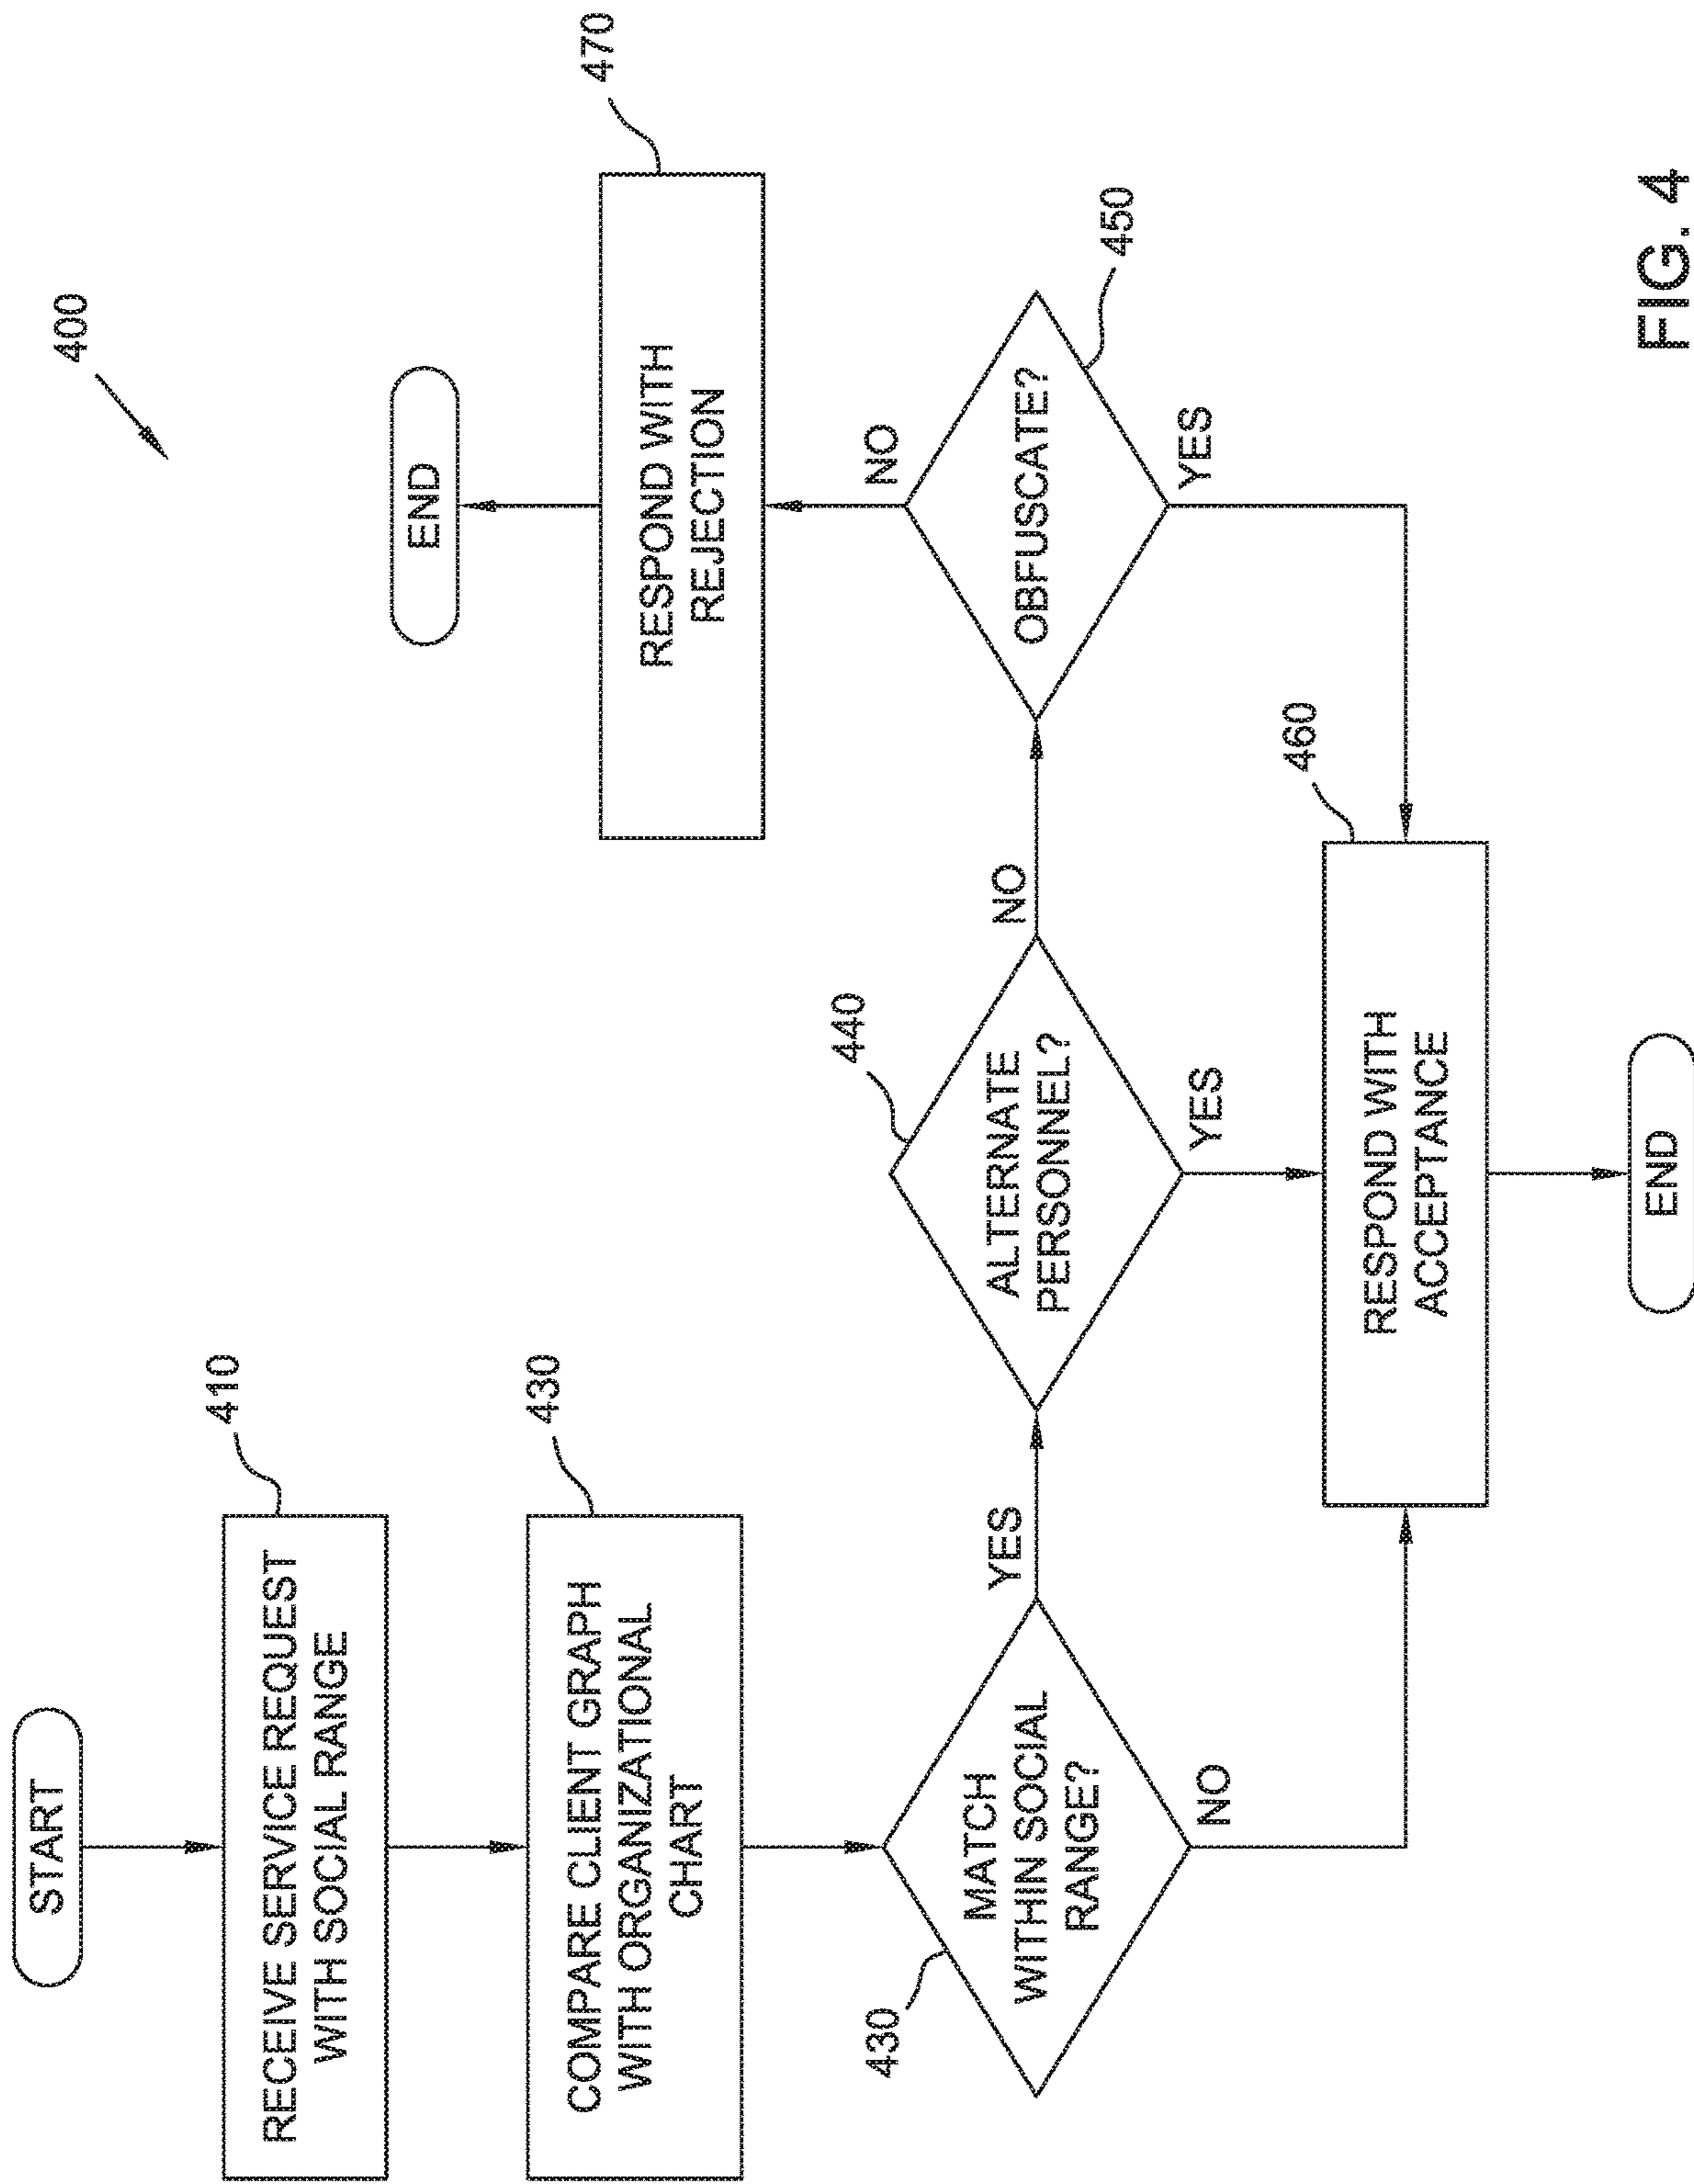 400
START
RECEIVE SERVICE REQUEST
WITH SOCIAL RANGE
410
COMPARE CLIENT GRAPH
WITH ORGANIZATIONAL
CHART
430
MATCH
WITHIN SOCIAL
RANGE?
430
YES
NO
ALTERNATE
PERSONNEL?
440
NO
YES
OBFUSCATE?
450
NO
YES
RESPOND WITH
REJECTION
470
END
RESPOND WITH
ACCEPTANCE
460
END
FIG. 4